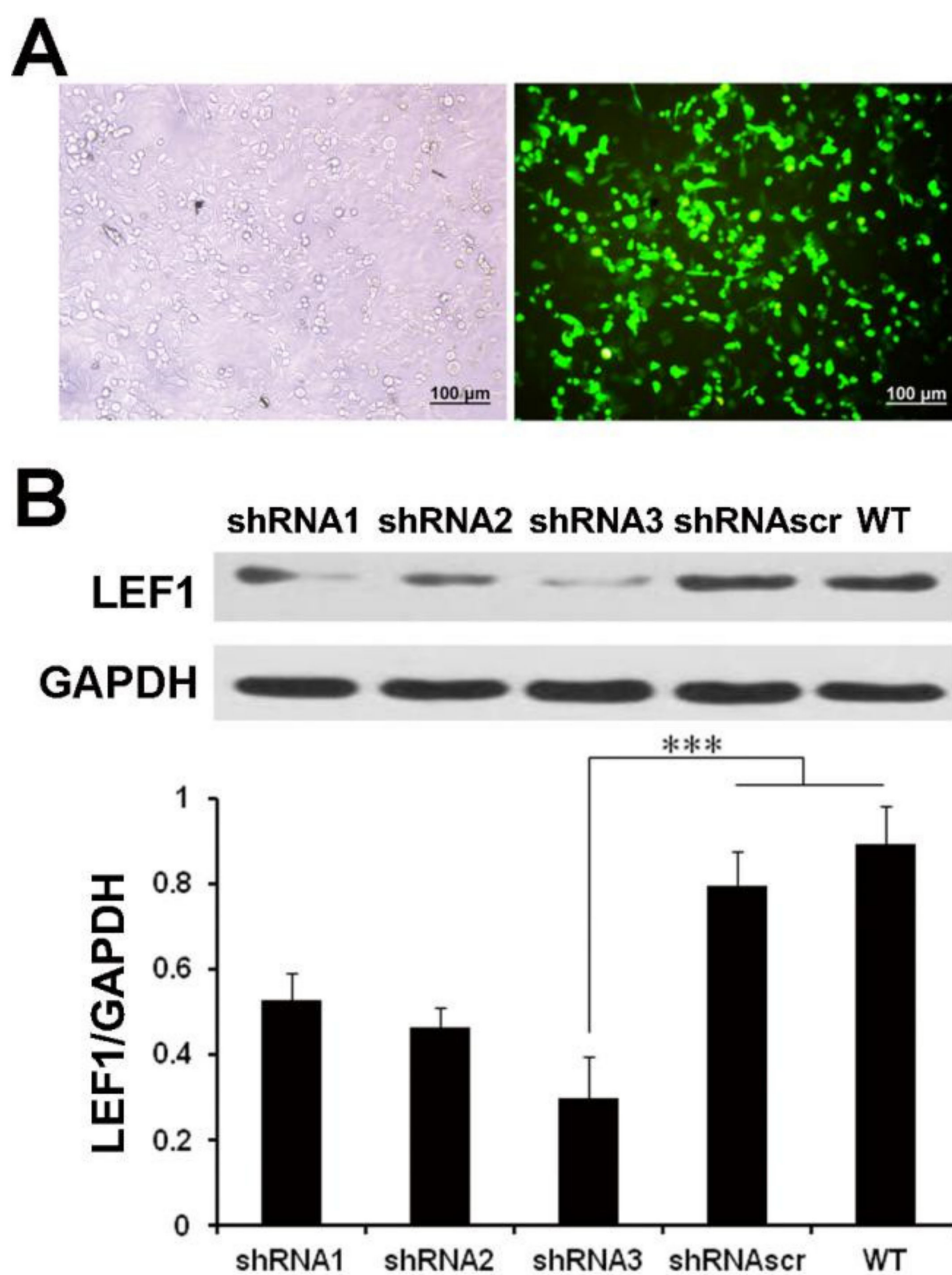 A
100 μm
100 μm
B
shRNA1 shRNA2 shRNA3 shRNAscr WT
LEF1
GAPDH
***
LEF1/GAPDH
1
0.8
0.6
0.4
0.2
0
shRNA1 shRNA2 shRNA3 shRNAscr WT